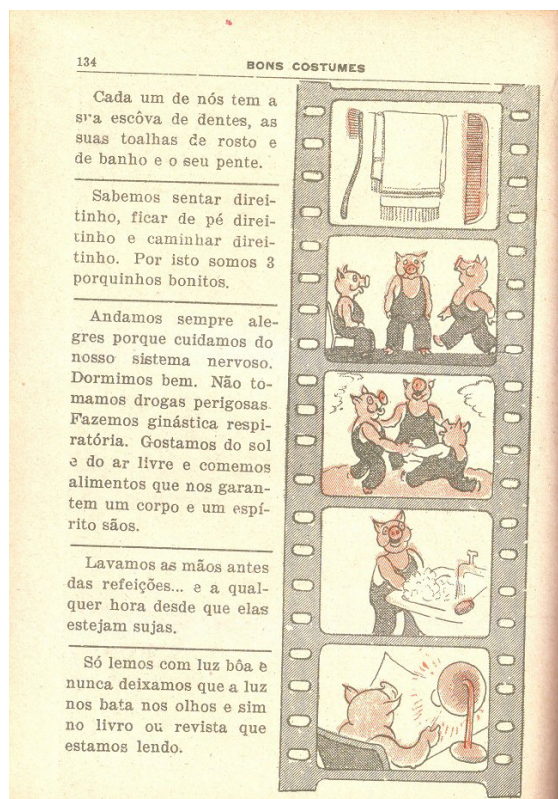 134
BONS COSTUMES
Cada um de nós tem a
sua escôva de dentes, as
suas toalhas de rosto e
de banho e o seu pente.
Sabemos sentar direi-
tinho, ficar de pé direi-
tinho e caminhar direi-
tinho. Por isto somos 3
porquinhos bonitos.
Andamos sempre ale-
gres porque cuidamos do
nosso sistema nervoso.
Dormimos bem. Não to-
mamos drogas perigosas.
Fazemos ginástica respi-
ratória. Gostamos do sol
e do ar livre e comemos
alimentos que nos garan-
tem um corpo e um espí-
rito sãos.
Lavamos as mãos antes
das refeições... e a qual-
quer hora desde que elas
estejam sujas.
Só lemos com luz bôa e
nunca deixamos que a luz
nos bata nos olhos e sim
no livro ou revista que
estamos lendo.